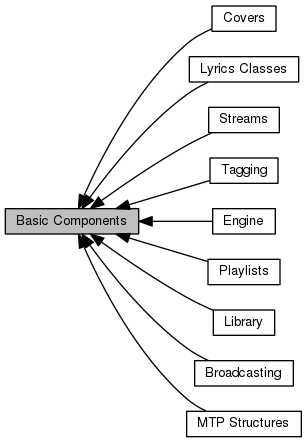 Covers
Lyrics Classes
Streams
Tagging
Basic Components
Engine
Playlists
Library
Broadcasting
MTP Structures